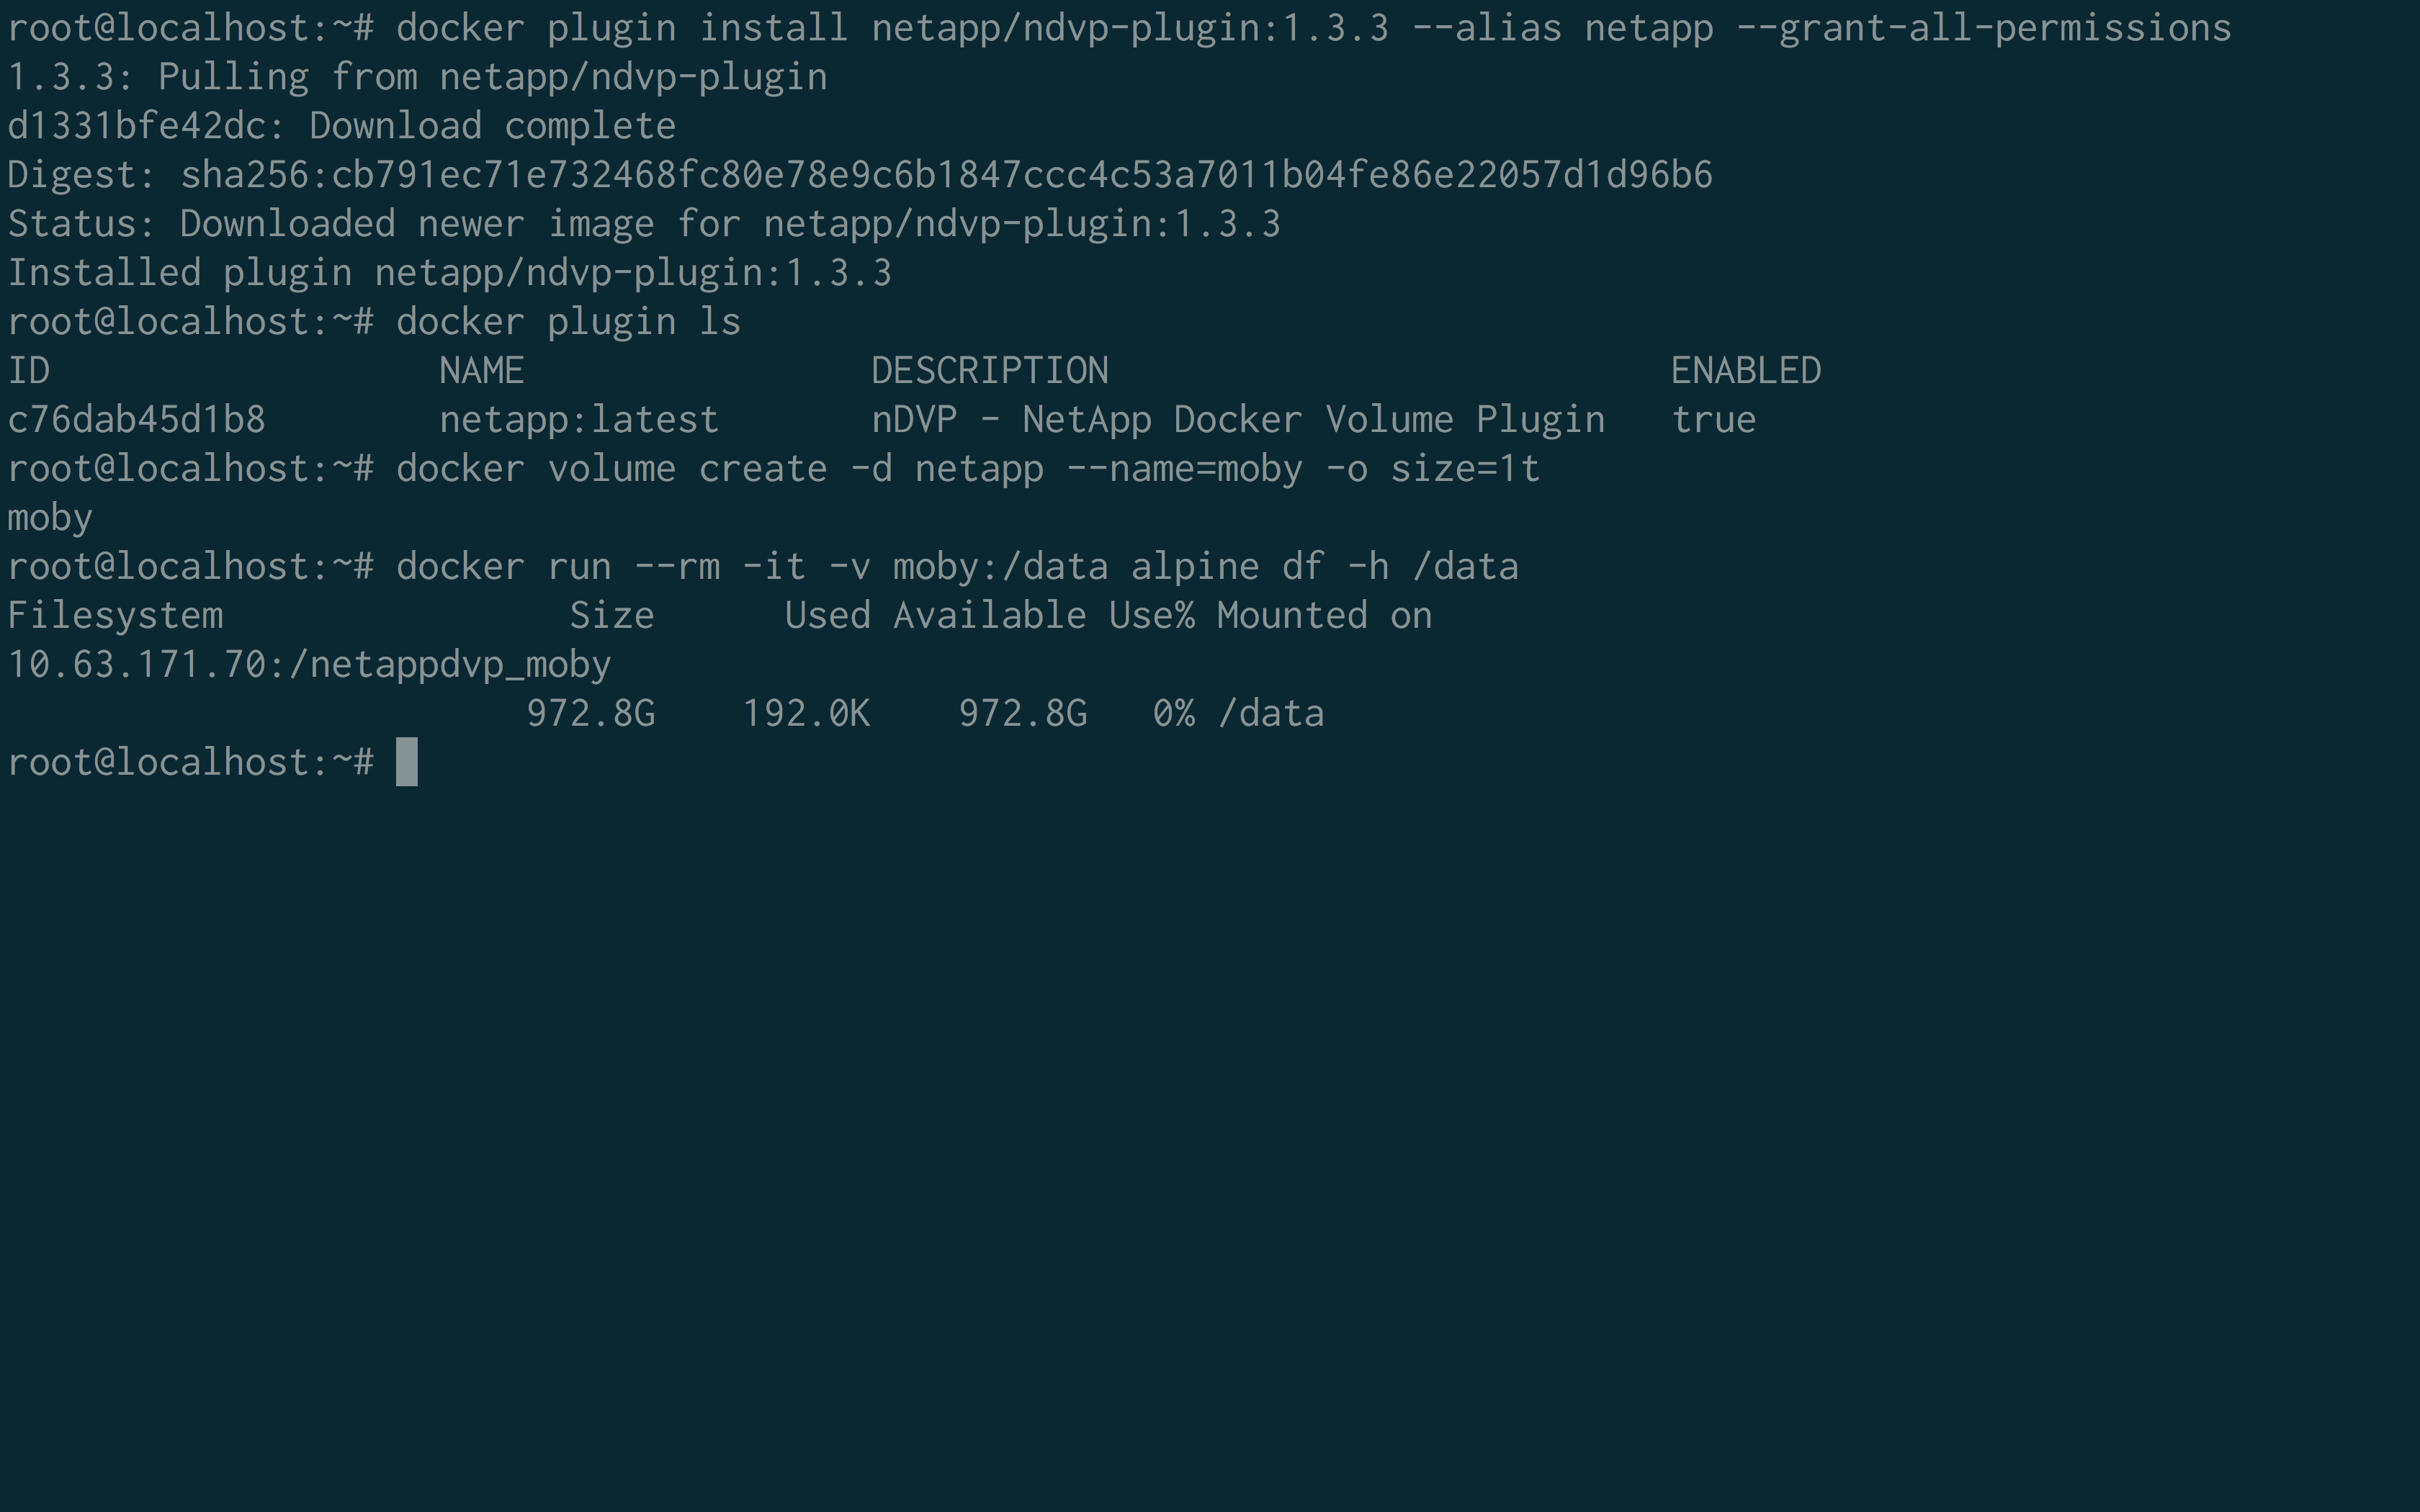 root@localhost:~# docker plugin install netapp/ndvp-plugin:1.3.3 --alias netapp --grant-all-permissions
1.3.3: Pulling from netapp/ndvp-plugin
d1331bfe42dc: Download complete
Digest: sha256:cb791ec71e732468fc80e78e9c6b1847ccc4c53a7011b04fe86e22057d1d96b6
Status: Downloaded newer image for netapp/ndvp-plugin:1.3.3
Installed plugin netapp/ndvp-plugin:1.3.3
root@localhost:~# docker plugin ls
ID                  NAME                DESCRIPTION                          ENABLED
c76dab45d1b8        netapp:latest       nDVP - NetApp Docker Volume Plugin   true
root@localhost:~# docker volume create -d netapp --name=moby -o size=1t
moby
root@localhost:~# docker run --rm -it -v moby:/data alpine df -h /data
Filesystem                Size      Used Available Use% Mounted on
10.63.171.70:/netappdvp_moby
                        972.8G    192.0K    972.8G   0% /data
root@localhost:~#